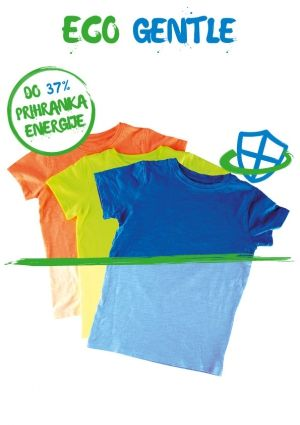 ECO GENTLE
DO 37%
PRIHRANKA
ENERGIJE